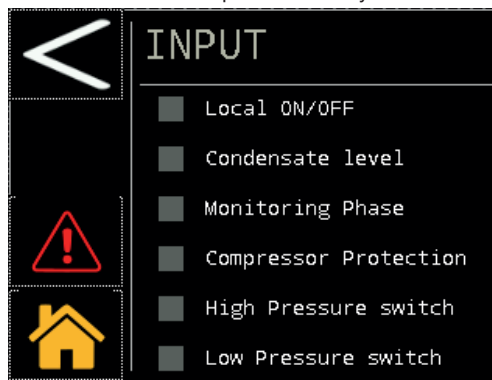 INPUT
Local ON/OFF
Condensate level
Monitoring Phase
Compressor Protection
High Pressure switch
Low Pressure switch